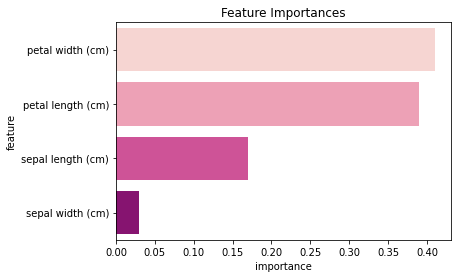 Feature Importances
petal width (cm)
petal length (cm)
sepal length (cm)
sepal width (cm)
feature
0.00 0.05 0.10 0.15 0.20 0.25 0.30 0.35 0.40
importance